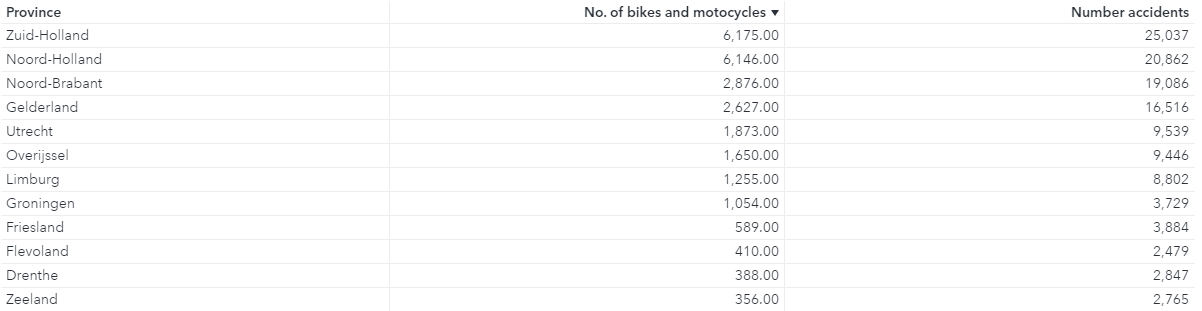 Province No. of bikes and motocycles ▼ Number accidents
Zuid-Holland 6,175.00 25,037
Noord-Holland 6,146.00 20,862
Noord-Brabant 2,876.00 19,086
Gelderland 2,627.00 16,516
Utrecht 1,873.00 9,539
Overijssel 1,650.00 9,446
Limburg 1,255.00 8,802
Groningen 1,054.00 3,729
Friesland 589.00 3,884
Flevoland 410.00 2,479
Drenthe 388.00 2,847
Zeeland 356.00 2,765